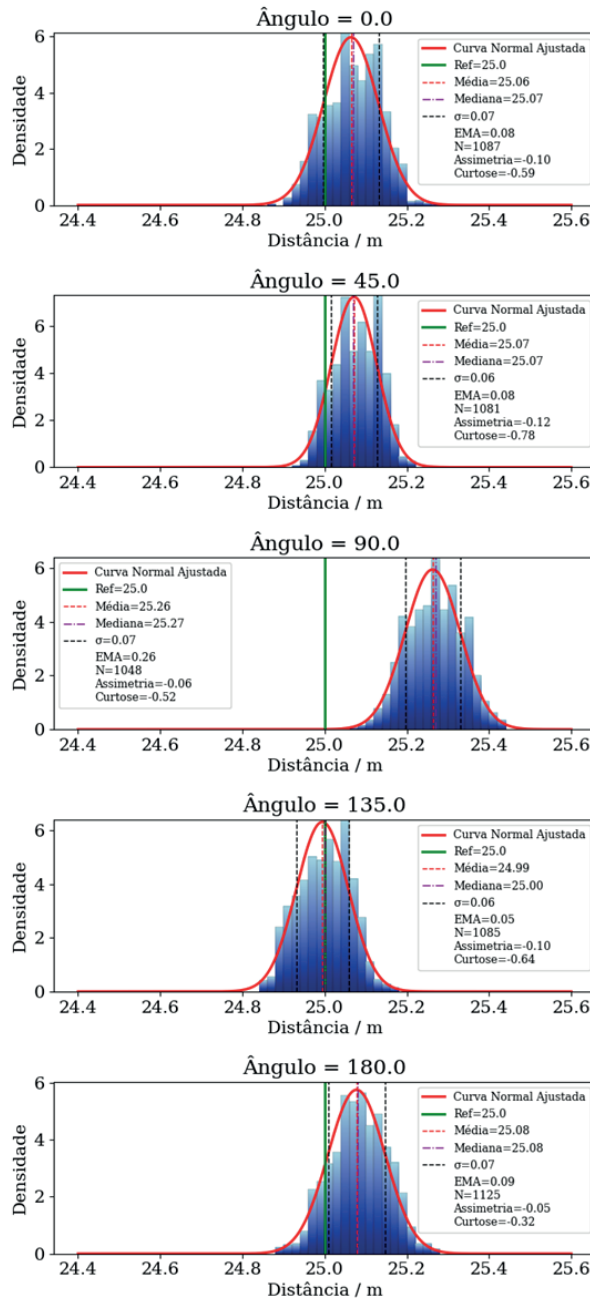 Ângulo = 0.0
6
4
2
0
Densidade
Curva Normal Ajustada
Ref=25.0
Média=25.06
Mediana=25.07
σ=0.07
EMA=0.08
N=1087
Assimetria=-0.10
Curtose=-0.59
24.4 24.6 24.8 25.0 25.2 25.4 25.6
Distância / m
Ângulo = 45.0
6
4
2
0
Densidade
Curva Normal Ajustada
Ref=25.0
Média=25.07
Mediana=25.07
σ=0.06
EMA=0.08
N=1081
Assimetria=-0.12
Curtose=-0.78
24.4 24.6 24.8 25.0 25.2 25.4 25.6
Distância / m
Ângulo = 90.0
6
4
2
0
Densidade
Curva Normal Ajustada
Ref=25.0
Média=25.26
Mediana=25.27
σ=0.07
EMA=0.26
N=1048
Assimetria=-0.06
Curtose=-0.52
24.4 24.6 24.8 25.0 25.2 25.4 25.6
Distância / m
Ângulo = 135.0
6
4
2
0
Densidade
Curva Normal Ajustada
Ref=25.0
Média=24.99
Mediana=25.00
σ=0.06
EMA=0.05
N=1085
Assimetria=-0.10
Curtose=-0.64
24.4 24.6 24.8 25.0 25.2 25.4 25.6
Distância / m
Ângulo = 180.0
6
4
2
0
Densidade
Curva Normal Ajustada
Ref=25.0
Média=25.08
Mediana=25.08
σ=0.07
EMA=0.09
N=1125
Assimetria=-0.05
Curtose=-0.32
24.4 24.6 24.8 25.0 25.2 25.4 25.6
Distância / m